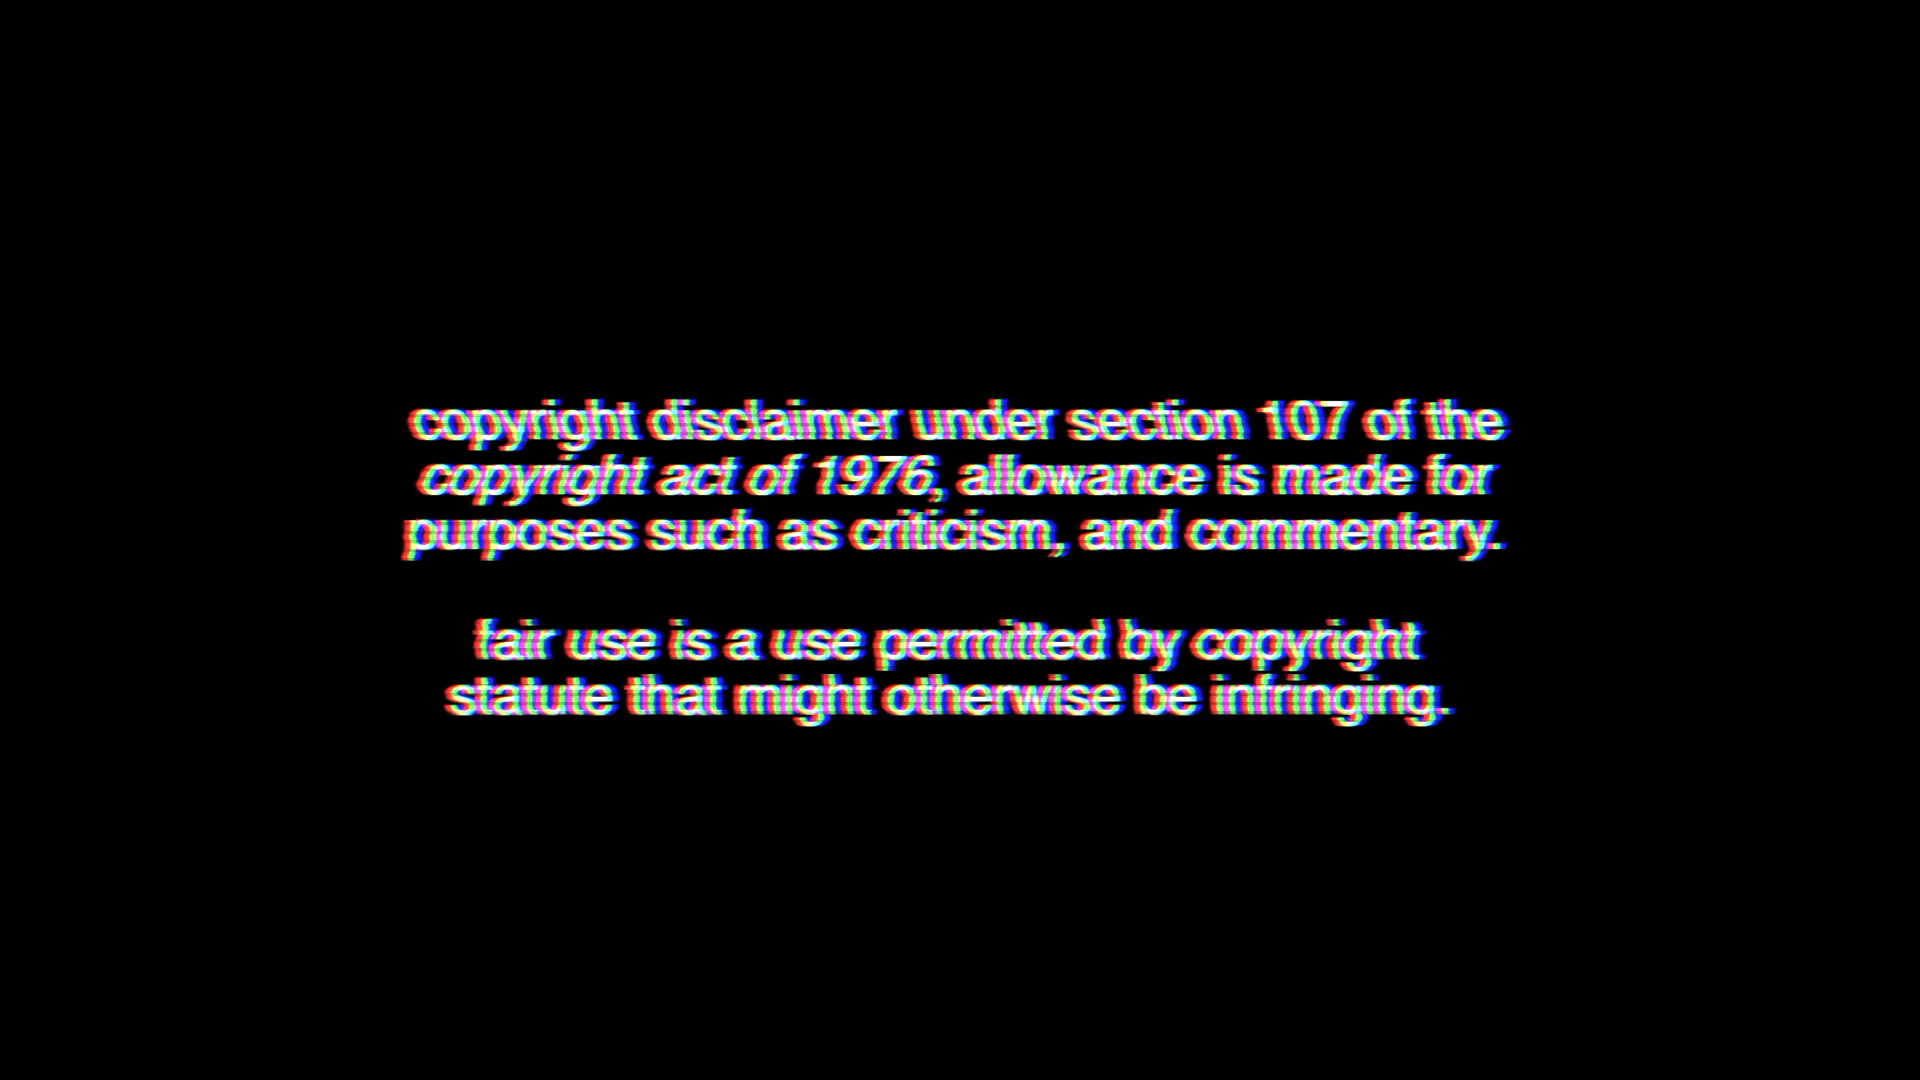 copyright disclaimer under section 107 of the
copyright act of 1976, allowance is made for
purposes such as criticism, and commentary.
fair use is a use permitted by copyright
statute that might otherwise be infringing.